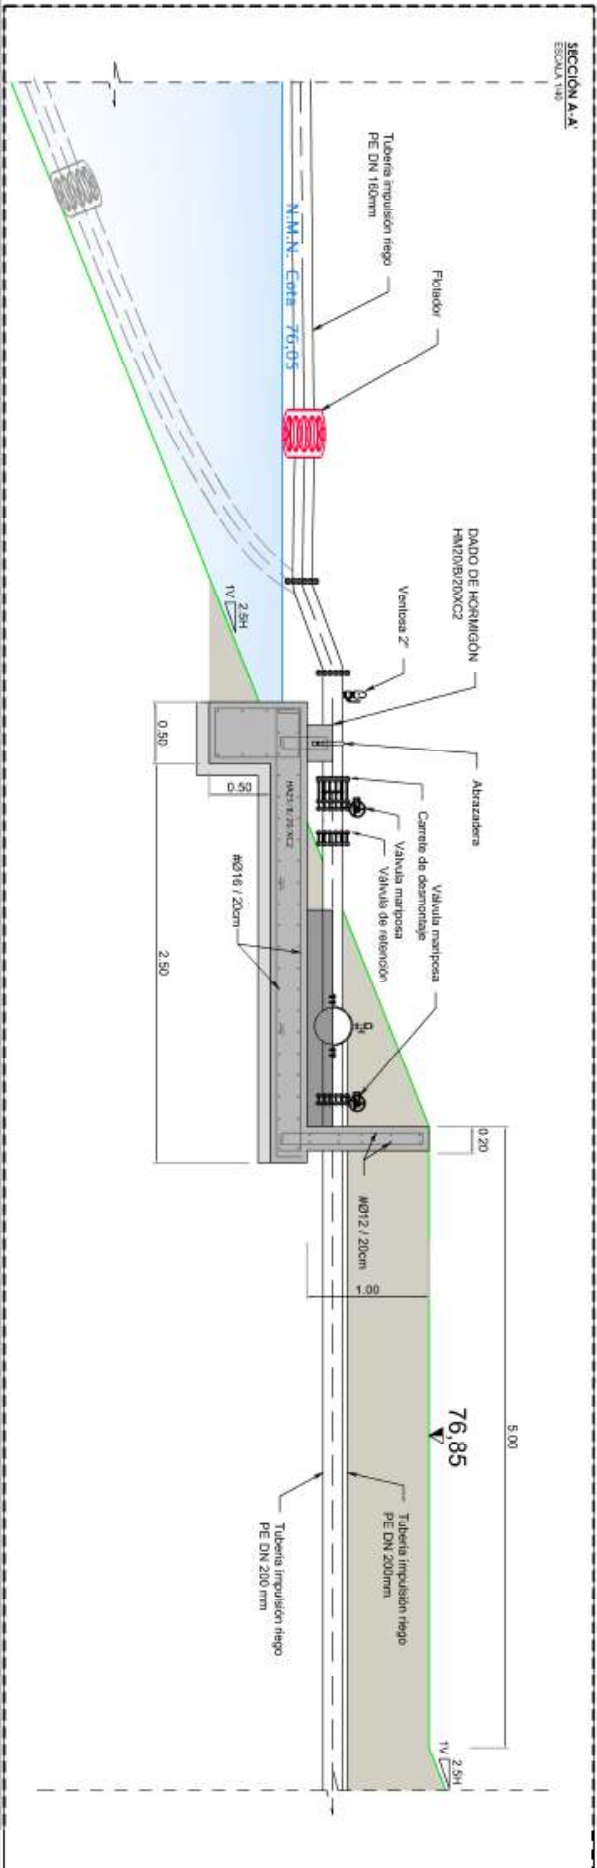 SECCIÓN A-A'
ESCALA 1/40
Tubería impulsión riego
PE DN 160mm
Flotador
N.M.N. Cota 76,05
DADO DE HORMIGÓN
HM20/B/20/XC2
Ventosa 2"
Abrazadera
Carrete de desmontaje
Válvula mariposa
Válvula de retención
Válvula mariposa
2.5H
1V
0.50
0.50
HA25/B/20/XC2
#Ø16 / 20cm
2.50
0.20
#Ø12 / 20cm
1.00
5.00
76,85
Tubería impulsión riego
PE DN 200mm
Tubería impulsión riego
PE DN 200 mm
2.5H
1V